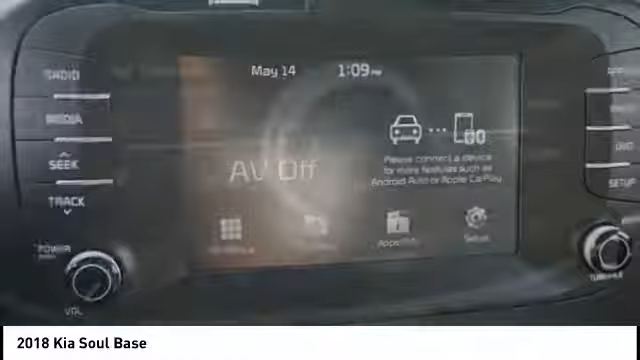 May 14 1:09 PM
RADIO
MEDIA
SEEK
TRACK
POWER
VOL
AV Off
Please connect a device
for more features such as
Android Auto or Apple CarPlay.
Setup
SETUP
2018 Kia Soul Base